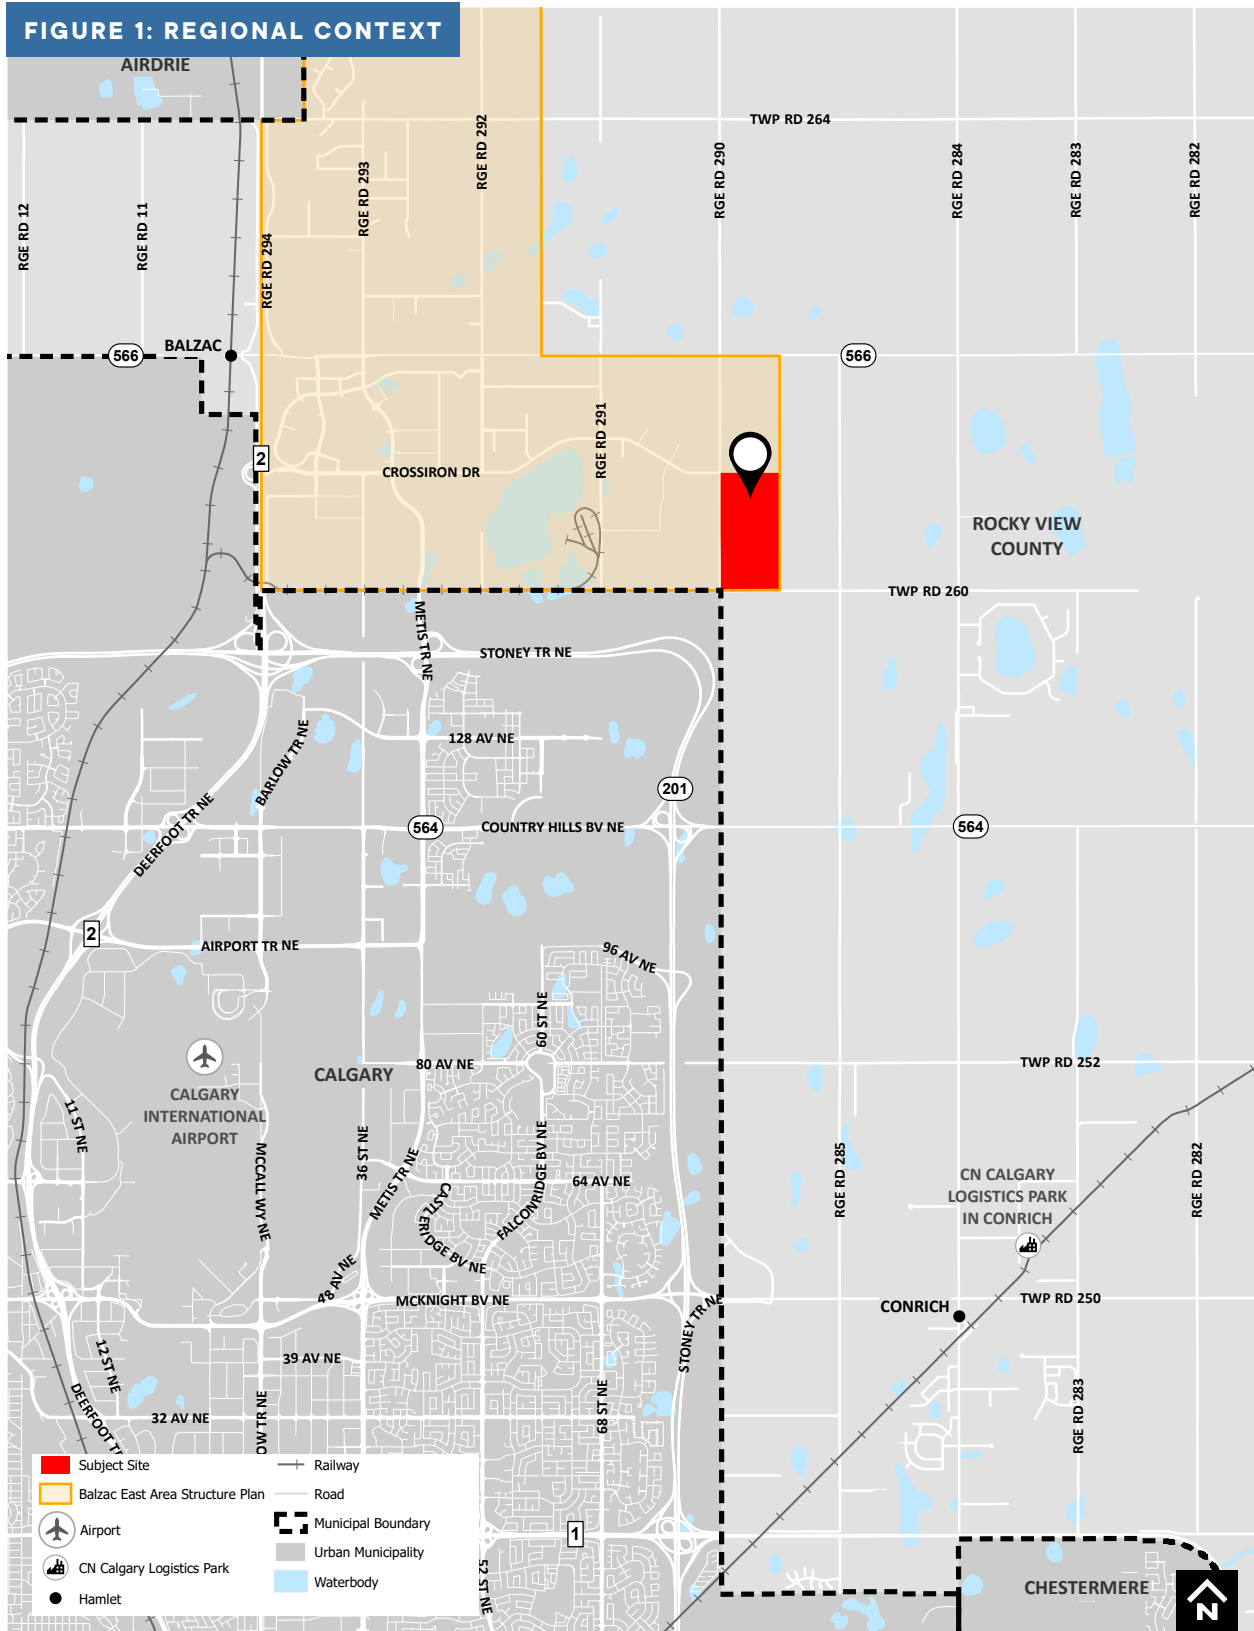 FIGURE 1: REGIONAL CONTEXT
AIRDRIE
TWP RD 264
RGE RD 12
RGE RD 11
RGE RD 294
RGE RD 293
RGE RD 292
RGE RD 290
RGE RD 284
RGE RD 283
RGE RD 282
566
BALZAC
566
2
CROSSIRON DR
RGE RD 291
ROCKY VIEW
COUNTY
TWP RD 260
METIS TR NE
STONEY TR NE
BARLOW TR NE
128 AV NE
201
DEERFOOT TR NE
564
COUNTRY HILLS BV NE
564
2
AIRPORT TR NE
96 AV NE
60 ST NE
CALGARY
80 AV NE
TWP RD 252
CALGARY
INTERNATIONAL
AIRPORT
11 ST NE
MCCALL WY NE
36 ST NE
METIS TR NE
CASTLERIDGE BV NE
FALCONRIDGE BV NE
64 AV NE
RGE RD 285
CN CALGARY
LOGISTICS PARK
IN CONRICH
RGE RD 282
48 AV NE
MCKNIGHT BV NE
STONEY TR NE
CONRICH
TWP RD 250
12 ST NE
39 AV NE
DEERFOOT TR
32 AV NE
OW TR NE
68 ST NE
RGE RD 283
1
52 ST NE
CHESTERMERE
Subject Site
Balzac East Area Structure Plan
Airport
CN Calgary Logistics Park
Hamlet
Railway
Road
Municipal Boundary
Urban Municipality
Waterbody
N